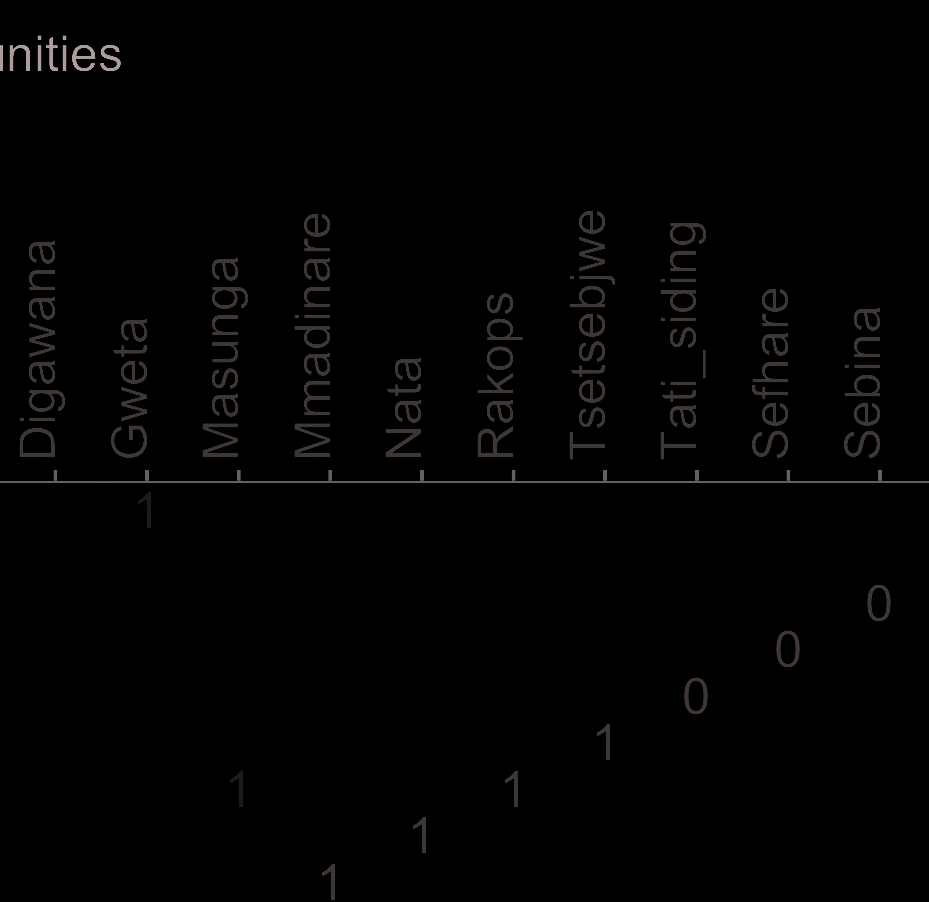 unities
Digawana
Gweta
Masunga
Mmadinare
Nata
Rakops
Tsetsebjwe
Tati_siding
Sefhare
Sebina
1
0
0
0
1
1 1
1
1